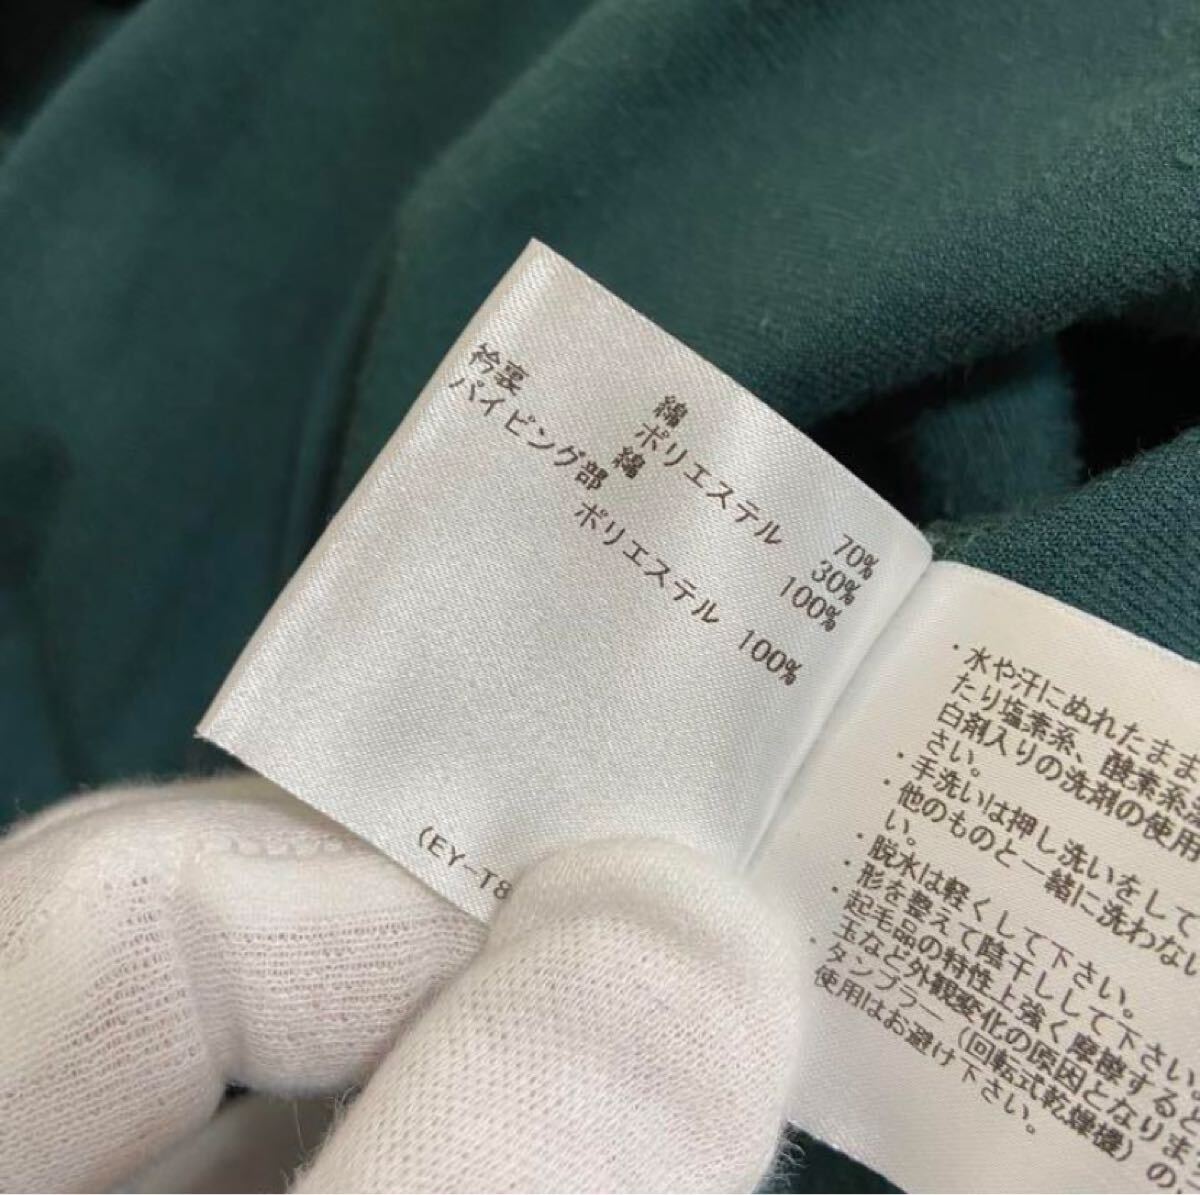 衿裏 綿 70%
ポリエステル 30%
パイピング部 綿 100%
ポリエステル 100%
(EY-T8
・水や汗にぬれたまま
たり塩素系、酸素系
白剤入りの洗剤の使用
さい。
・手洗いは押し洗いをして
・他のものと一緒に洗わない
い。
・脱水は軽くして下さい。
形を整えて陰干しして下さい。
・起毛品の特性上強く摩擦すると
玉など外観変化の原因となりま
・タンブラー(回転式乾燥機)の
使用はお避け下さい。